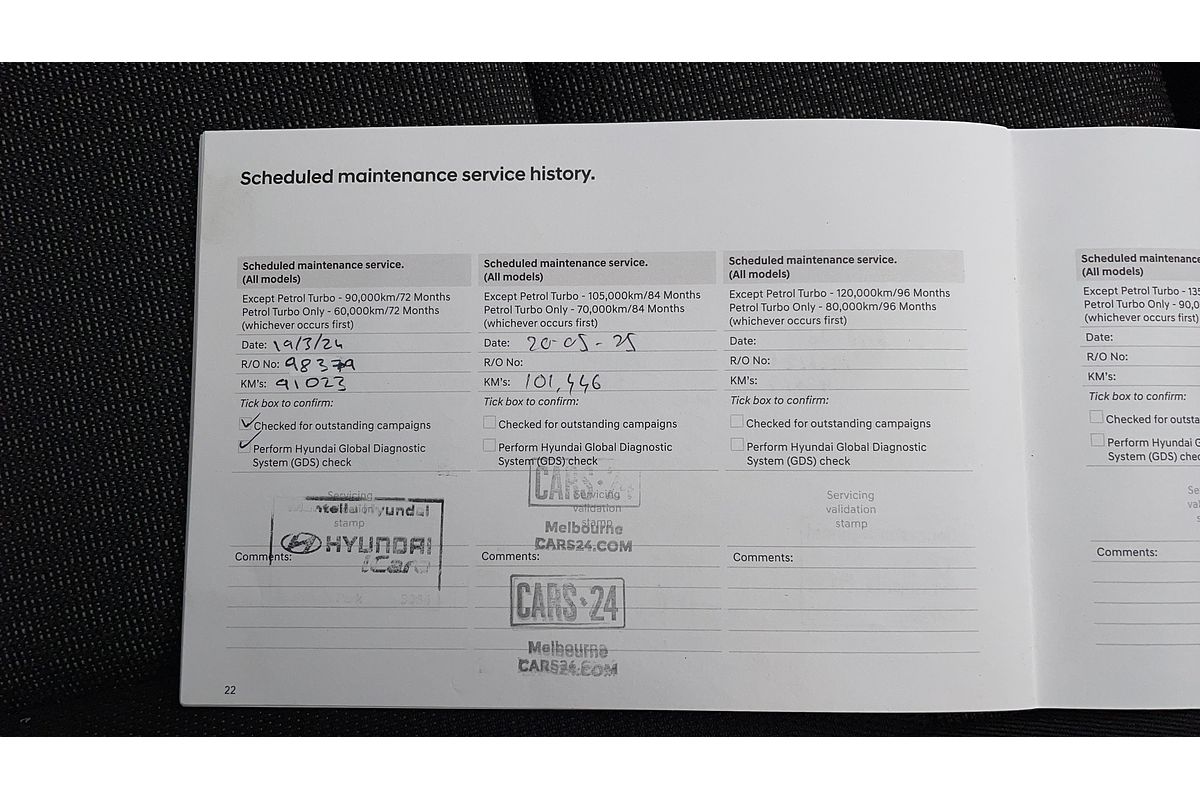 Scheduled maintenance service history.
Scheduled maintenance service.
(All models)
Except Petrol Turbo - 90,000km/72 Months
Petrol Turbo Only - 60,000km/72 Months
(whichever occurs first)
Date: 19/3/24
R/O No: 98379
KM's: 91023
Tick box to confirm:
Checked for outstanding campaigns
Perform Hyundai Global Diagnostic
System (GDS) check
Servicing
stamp
Hyundai
HYUNDAI
iCare
Comments:
Scheduled maintenance service.
(All models)
Except Petrol Turbo - 105,000km/84 Months
Petrol Turbo Only - 70,000km/84 Months
(whichever occurs first)
Date: 20-05-25
R/O No:
KM's: 101,446
Tick box to confirm:
Checked for outstanding campaigns
Perform Hyundai Global Diagnostic
System (GDS) check
CARS·24
Servicing
validation
stamp
Melbourne
CARS24.COM
Comments:
CARS·24
Melbourne
CARS24.COM
Scheduled maintenance service.
(All models)
Except Petrol Turbo - 120,000km/96 Months
Petrol Turbo Only - 80,000km/96 Months
(whichever occurs first)
Date:
R/O No:
KM's:
Tick box to confirm:
Checked for outstanding campaigns
Perform Hyundai Global Diagnostic
System (GDS) check
Servicing
validation
stamp
Comments:
Scheduled maintenance
(All models)
Except Petrol Turbo - 135
Petrol Turbo Only - 90,0
(whichever occurs first)
Date:
R/O No:
KM's:
Tick box to confirm:
Checked for outsta
Perform Hyundai G
System (GDS) chec
Se
val
s
Comments:
22